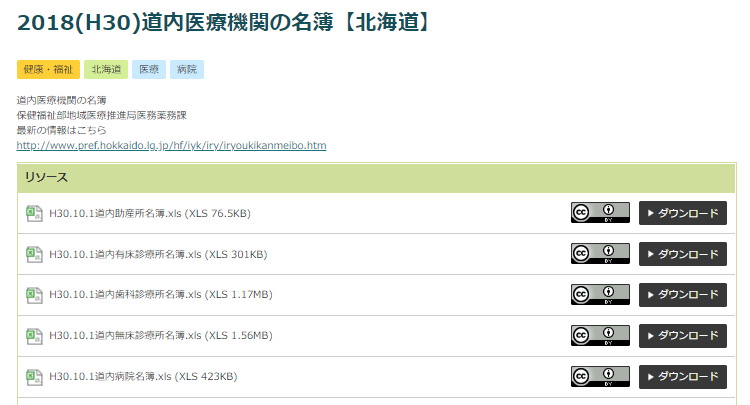 2018(H30)道内医療機関の名簿【北海道】
健康・福祉 北海道 医療 病院
道内医療機関の名簿
保健福祉部地域医療推進局医務薬務課
最新の情報はこちら
http://www.pref.hokkaido.lg.jp/hf/iyk/iry/iryoukikanmeibo.htm
リソース
H30.10.1道内助産所名簿.xls (XLS 76.5KB) cc BY ダウンロード
H30.10.1道内有床診療所名簿.xls (XLS 301KB) cc BY ダウンロード
H30.10.1道内歯科診療所名簿.xls (XLS 1.17MB) cc BY ダウンロード
H30.10.1道内無床診療所名簿.xls (XLS 1.56MB) cc BY ダウンロード
H30.10.1道内病院名簿.xls (XLS 423KB) cc BY ダウンロード